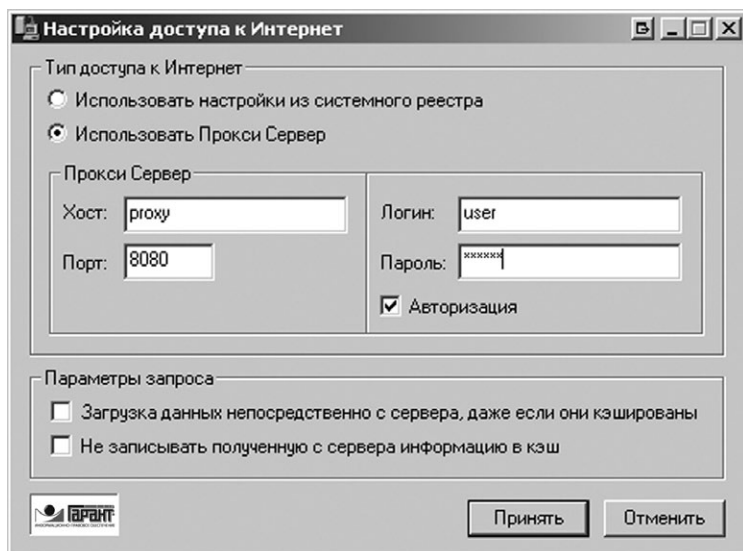 Настройка доступа к Интернет
Тип доступа к Интернет
Использовать настройки из системного реестра
Использовать Прокси Сервер
Прокси Сервер
Хост: proxy
Порт: 8080
Логин: user
Пароль: ××××××
Авторизация
Параметры запроса
Загрузка данных непосредственно с сервера, даже если они кэшированы
Не записывать полученную с сервера информацию в кэш
ГАРАНТ
Принять
Отменить